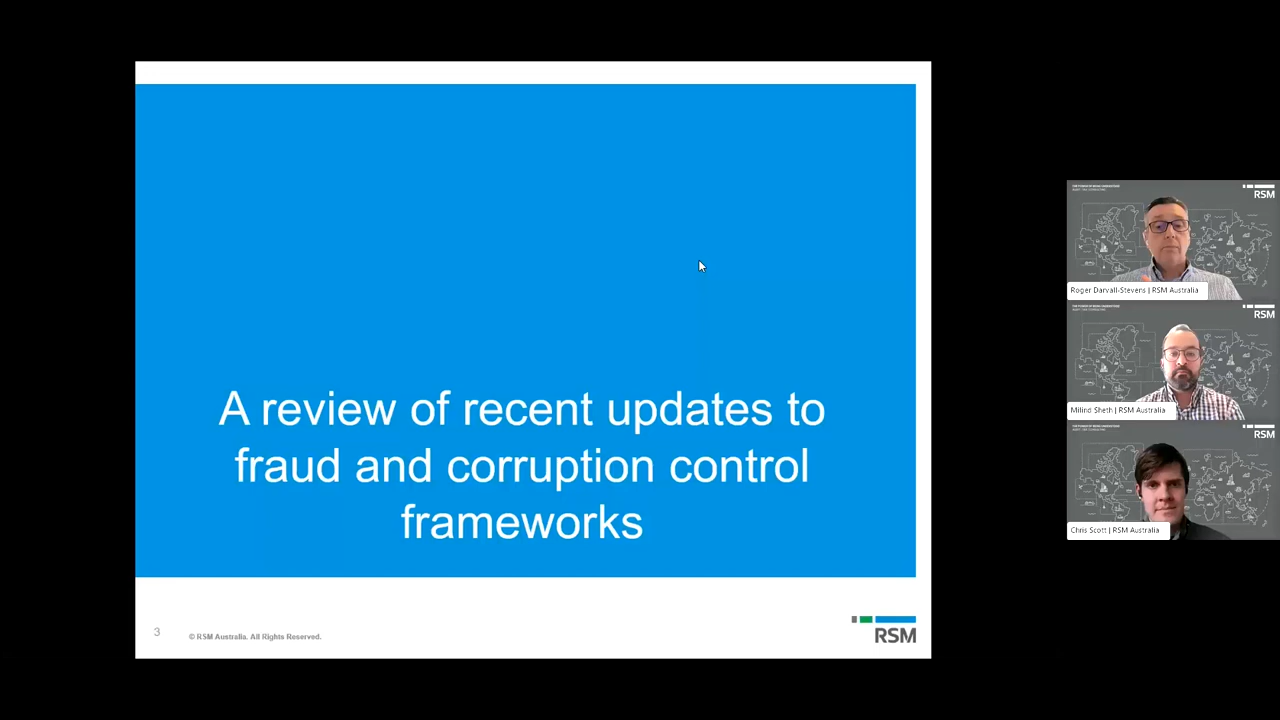 A review of recent updates to
fraud and corruption control
frameworks
3
© RSM Australia. All Rights Reserved.
RSM
RSM
Roger Darvall-Stevens | RSM Australia
RSM
Milind Sheth | RSM Australia
RSM
Chris Scott | RSM Australia